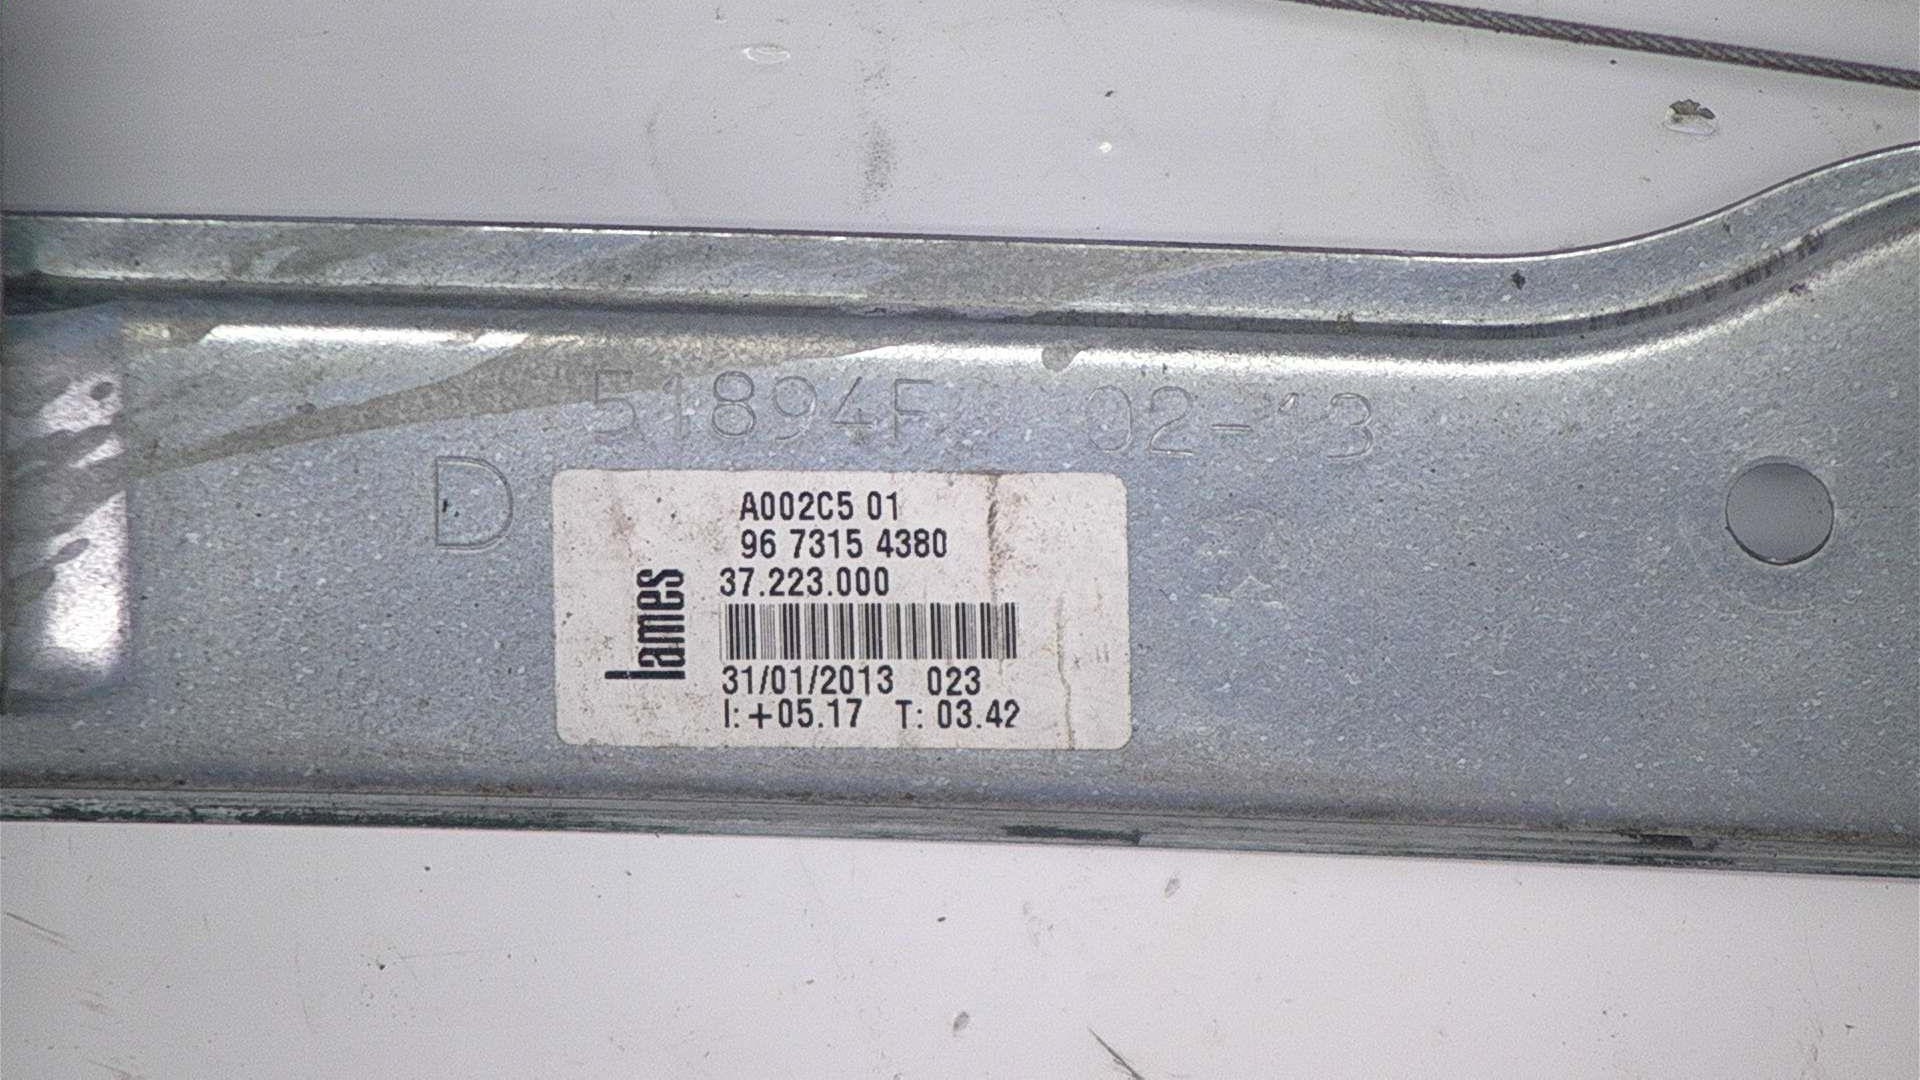 51894F 02-13
D
A002C5 01
96 7315 4380
37.223.000
lames
31/01/2013 023
I: +05.17 T: 03.42